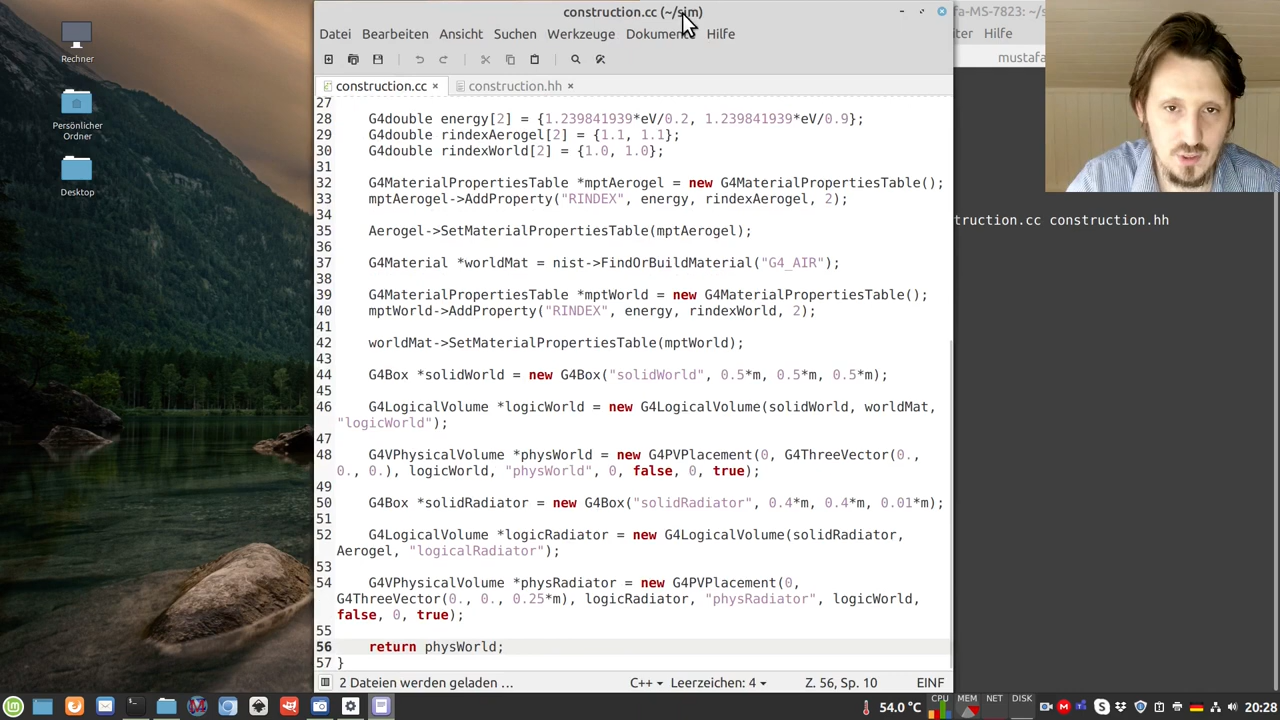 construction.cc (~/sim)
fa-MS-7823: ~/s
Datei Bearbeiten Ansicht Suchen Werkzeuge Hilfe
iter Hilfe
mustafa
Rechner
Persönlicher
Ordner
Desktop
construction.cc × construction.hh ×
27
28 G4double energy[2] = {1.239841939*eV/0.2, 1.239841939*eV/0.9};
29 G4double rindexAerogel[2] = {1.1, 1.1};
30 G4double rindexWorld[2] = {1.0, 1.0};
31
32 G4MaterialPropertiesTable *mptAerogel = new G4MaterialPropertiesTable();
33 mptAerogel->AddProperty("RINDEX", energy, rindexAerogel, 2);
34
35 Aerogel->SetMaterialPropertiesTable(mptAerogel);
36
37 G4Material *worldMat = nist->FindOrBuildMaterial("G4_AIR");
38
39 G4MaterialPropertiesTable *mptWorld = new G4MaterialPropertiesTable();
40 mptWorld->AddProperty("RINDEX", energy, rindexWorld, 2);
41
42 worldMat->SetMaterialPropertiesTable(mptWorld);
43
44 G4Box *solidWorld = new G4Box("solidWorld", 0.5*m, 0.5*m, 0.5*m);
45
46 G4LogicalVolume *logicWorld = new G4LogicalVolume(solidWorld, worldMat,
"logicWorld");
47
48 G4VPhysicalVolume *physWorld = new G4PVPlacement(0, G4ThreeVector(0.,
0., 0.), logicWorld, "physWorld", 0, false, 0, true);
49
50 G4Box *solidRadiator = new G4Box("solidRadiator", 0.4*m, 0.4*m, 0.01*m);
51
52 G4LogicalVolume *logicRadiator = new G4LogicalVolume(solidRadiator,
Aerogel, "logicalRadiator");
53
54 G4VPhysicalVolume *physRadiator = new G4PVPlacement(0,
G4ThreeVector(0., 0., 0.25*m), logicRadiator, "physRadiator", logicWorld,
false, 0, true);
55
56 return physWorld;
57 }
truction.cc construction.hh
2 Dateien werden geladen ... C++ Leerzeichen: 4 Z. 56, Sp. 10 EINF
54.0 °C CPU MEM NET DISK 20:28